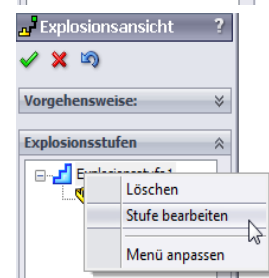 Explosionsansicht ?
Vorgehensweise:
Explosionsstufen
Löschen
Stufe bearbeiten
Menü anpassen